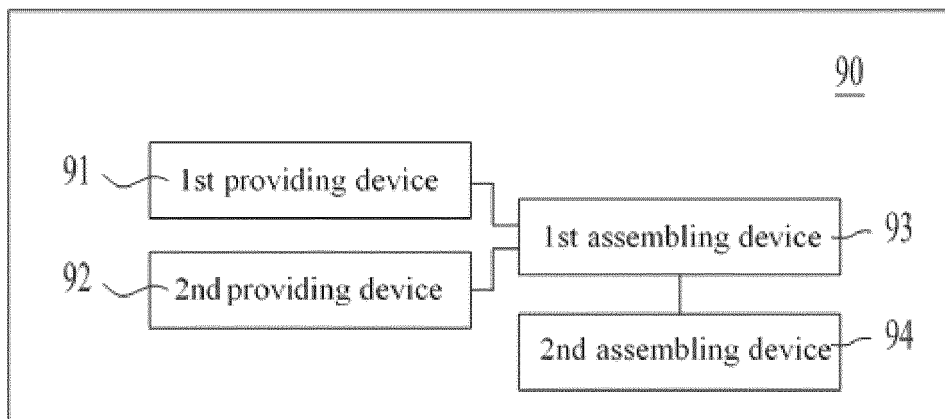 90
91
1st providing device
1st assembling device
93
92
2nd providing device
2nd assembling device
94